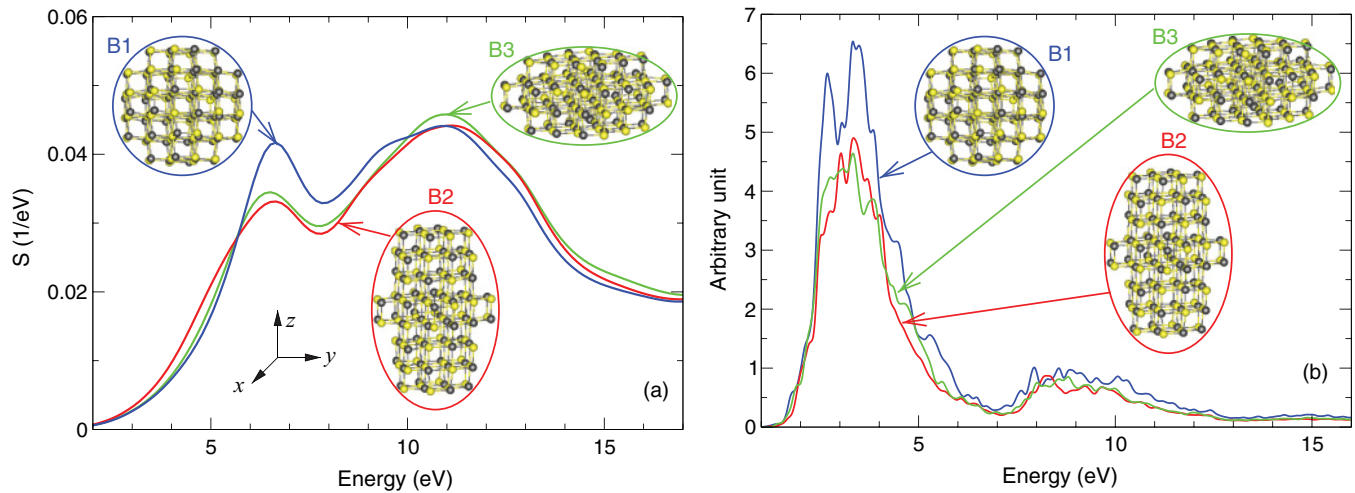 0.06
0.04
0.02
0
S (1/eV)
B1
B3
B2
z
y
x
(a)
5
10
15
Energy (eV)
7
6
5
4
3
2
1
0
Arbitrary unit
B1
B3
B2
(b)
5
10
15
Energy (eV)